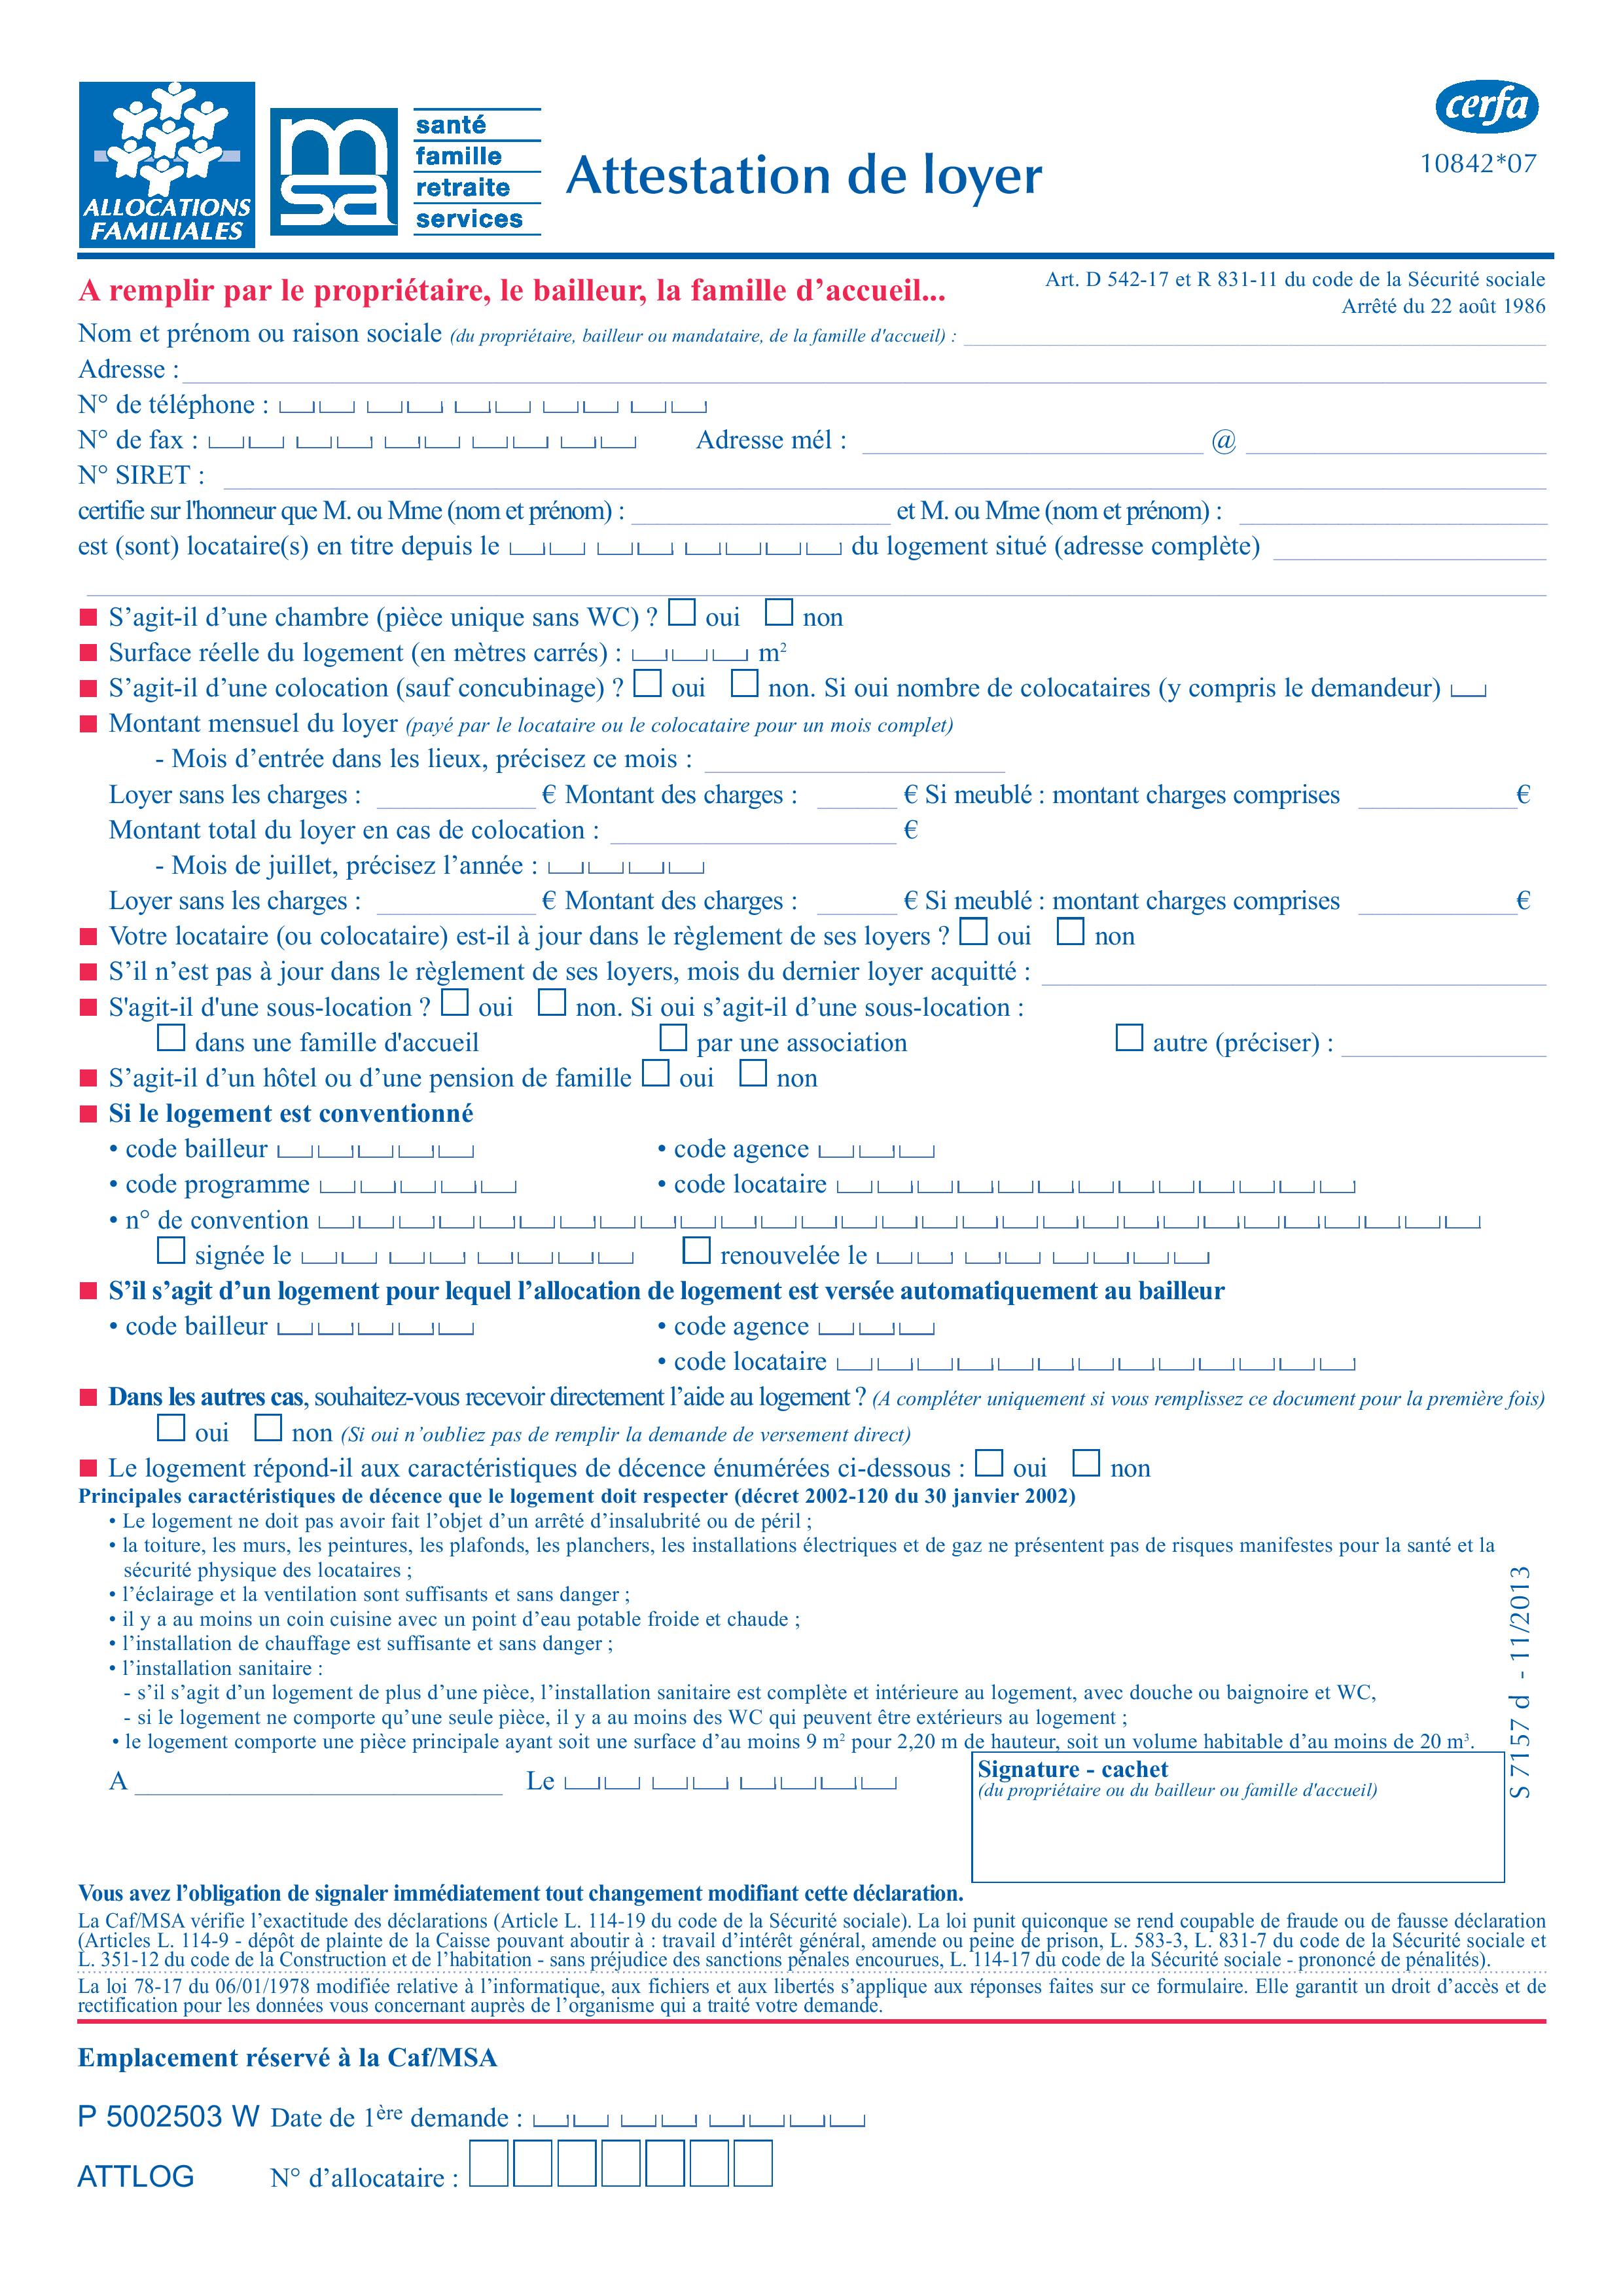 ALLOCATIONS
FAMILIALES
msa
santé
famille
retraite
services
Attestation de loyer
cerfa
10842*07
A remplir par le propriétaire, le bailleur, la famille d’accueil...
Art. D 542-17 et R 831-11 du code de la Sécurité sociale
Arrêté du 22 août 1986
Nom et prénom ou raison sociale (du propriétaire, bailleur ou mandataire, de la famille d'accueil) :
Adresse :
N° de téléphone :
N° de fax : Adresse mél : @
N° SIRET :
certifie sur l'honneur que M. ou Mme (nom et prénom) : et M. ou Mme (nom et prénom) :
est (sont) locataire(s) en titre depuis le du logement situé (adresse complète)
S’agit-il d’une chambre (pièce unique sans WC) ? oui non
Surface réelle du logement (en mètres carrés) : m²
S’agit-il d’une colocation (sauf concubinage) ? oui non. Si oui nombre de colocataires (y compris le demandeur)
Montant mensuel du loyer (payé par le locataire ou le colocataire pour un mois complet)
- Mois d’entrée dans les lieux, précisez ce mois :
Loyer sans les charges : € Montant des charges : € Si meublé : montant charges comprises €
Montant total du loyer en cas de colocation : €
- Mois de juillet, précisez l’année :
Loyer sans les charges : € Montant des charges : € Si meublé : montant charges comprises €
Votre locataire (ou colocataire) est-il à jour dans le règlement de ses loyers ? oui non
S’il n’est pas à jour dans le règlement de ses loyers, mois du dernier loyer acquitté :
S'agit-il d'une sous-location ? oui non. Si oui s’agit-il d’une sous-location :
dans une famille d'accueil par une association autre (préciser) :
S’agit-il d’un hôtel ou d’une pension de famille oui non
Si le logement est conventionné
• code bailleur • code agence
• code programme • code locataire
• n° de convention
signée le renouvelée le
S’il s’agit d’un logement pour lequel l’allocation de logement est versée automatiquement au bailleur
• code bailleur • code agence
• code locataire
Dans les autres cas, souhaitez-vous recevoir directement l’aide au logement ? (A compléter uniquement si vous remplissez ce document pour la première fois)
oui non (Si oui n’oubliez pas de remplir la demande de versement direct)
Le logement répond-il aux caractéristiques de décence énumérées ci-dessous : oui non
Principales caractéristiques de décence que le logement doit respecter (décret 2002-120 du 30 janvier 2002)
• Le logement ne doit pas avoir fait l’objet d’un arrêté d’insalubrité ou de péril ;
• la toiture, les murs, les peintures, les plafonds, les planchers, les installations électriques et de gaz ne présentent pas de risques manifestes pour la santé et la
sécurité physique des locataires ;
• l’éclairage et la ventilation sont suffisants et sans danger ;
• il y a au moins un coin cuisine avec un point d’eau potable froide et chaude ;
• l’installation de chauffage est suffisante et sans danger ;
• l’installation sanitaire :
- s’il s’agit d’un logement de plus d’une pièce, l’installation sanitaire est complète et intérieure au logement, avec douche ou baignoire et WC,
- si le logement ne comporte qu’une seule pièce, il y a au moins des WC qui peuvent être extérieurs au logement ;
• le logement comporte une pièce principale ayant soit une surface d’au moins 9 m² pour 2,20 m de hauteur, soit un volume habitable d’au moins de 20 m³.
S 7157 d - 11/2013
A Le
Signature - cachet
(du propriétaire ou du bailleur ou famille d'accueil)
Vous avez l’obligation de signaler immédiatement tout changement modifiant cette déclaration.
La Caf/MSA vérifie l’exactitude des déclarations (Article L. 114-19 du code de la Sécurité sociale). La loi punit quiconque se rend coupable de fraude ou de fausse déclaration
(Articles L. 114-9 - dépôt de plainte de la Caisse pouvant aboutir à : travail d’intérêt général, amende ou peine de prison, L. 583-3, L. 831-7 du code de la Sécurité sociale et
L. 351-12 du code de la Construction et de l’habitation - sans préjudice des sanctions pénales encourues, L. 114-17 du code de la Sécurité sociale - prononcé de pénalités).
La loi 78-17 du 06/01/1978 modifiée relative à l’informatique, aux fichiers et aux libertés s’applique aux réponses faites sur ce formulaire. Elle garantit un droit d’accès et de
rectification pour les données vous concernant auprès de l’organisme qui a traité votre demande.
Emplacement réservé à la Caf/MSA
P 5002503 W Date de 1ère demande :
ATTLOG N° d’allocataire :